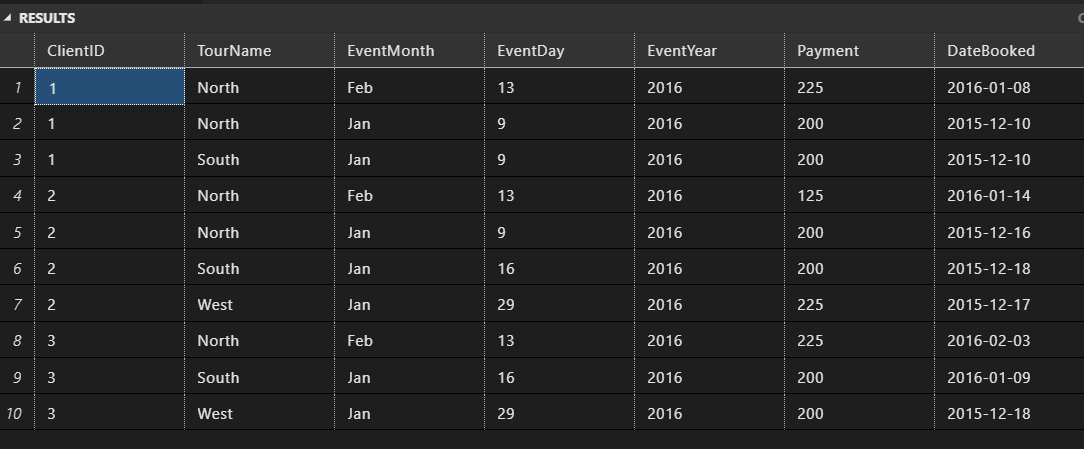 RESULTS
ClientID TourName EventMonth EventDay EventYear Payment DateBooked
1 1 North Feb 13 2016 225 2016-01-08
2 1 North Jan 9 2016 200 2015-12-10
3 1 South Jan 9 2016 200 2015-12-10
4 2 North Feb 13 2016 125 2016-01-14
5 2 North Jan 9 2016 200 2015-12-16
6 2 South Jan 16 2016 200 2015-12-18
7 2 West Jan 29 2016 225 2015-12-17
8 3 North Feb 13 2016 225 2016-02-03
9 3 South Jan 16 2016 200 2016-01-09
10 3 West Jan 29 2016 200 2015-12-18